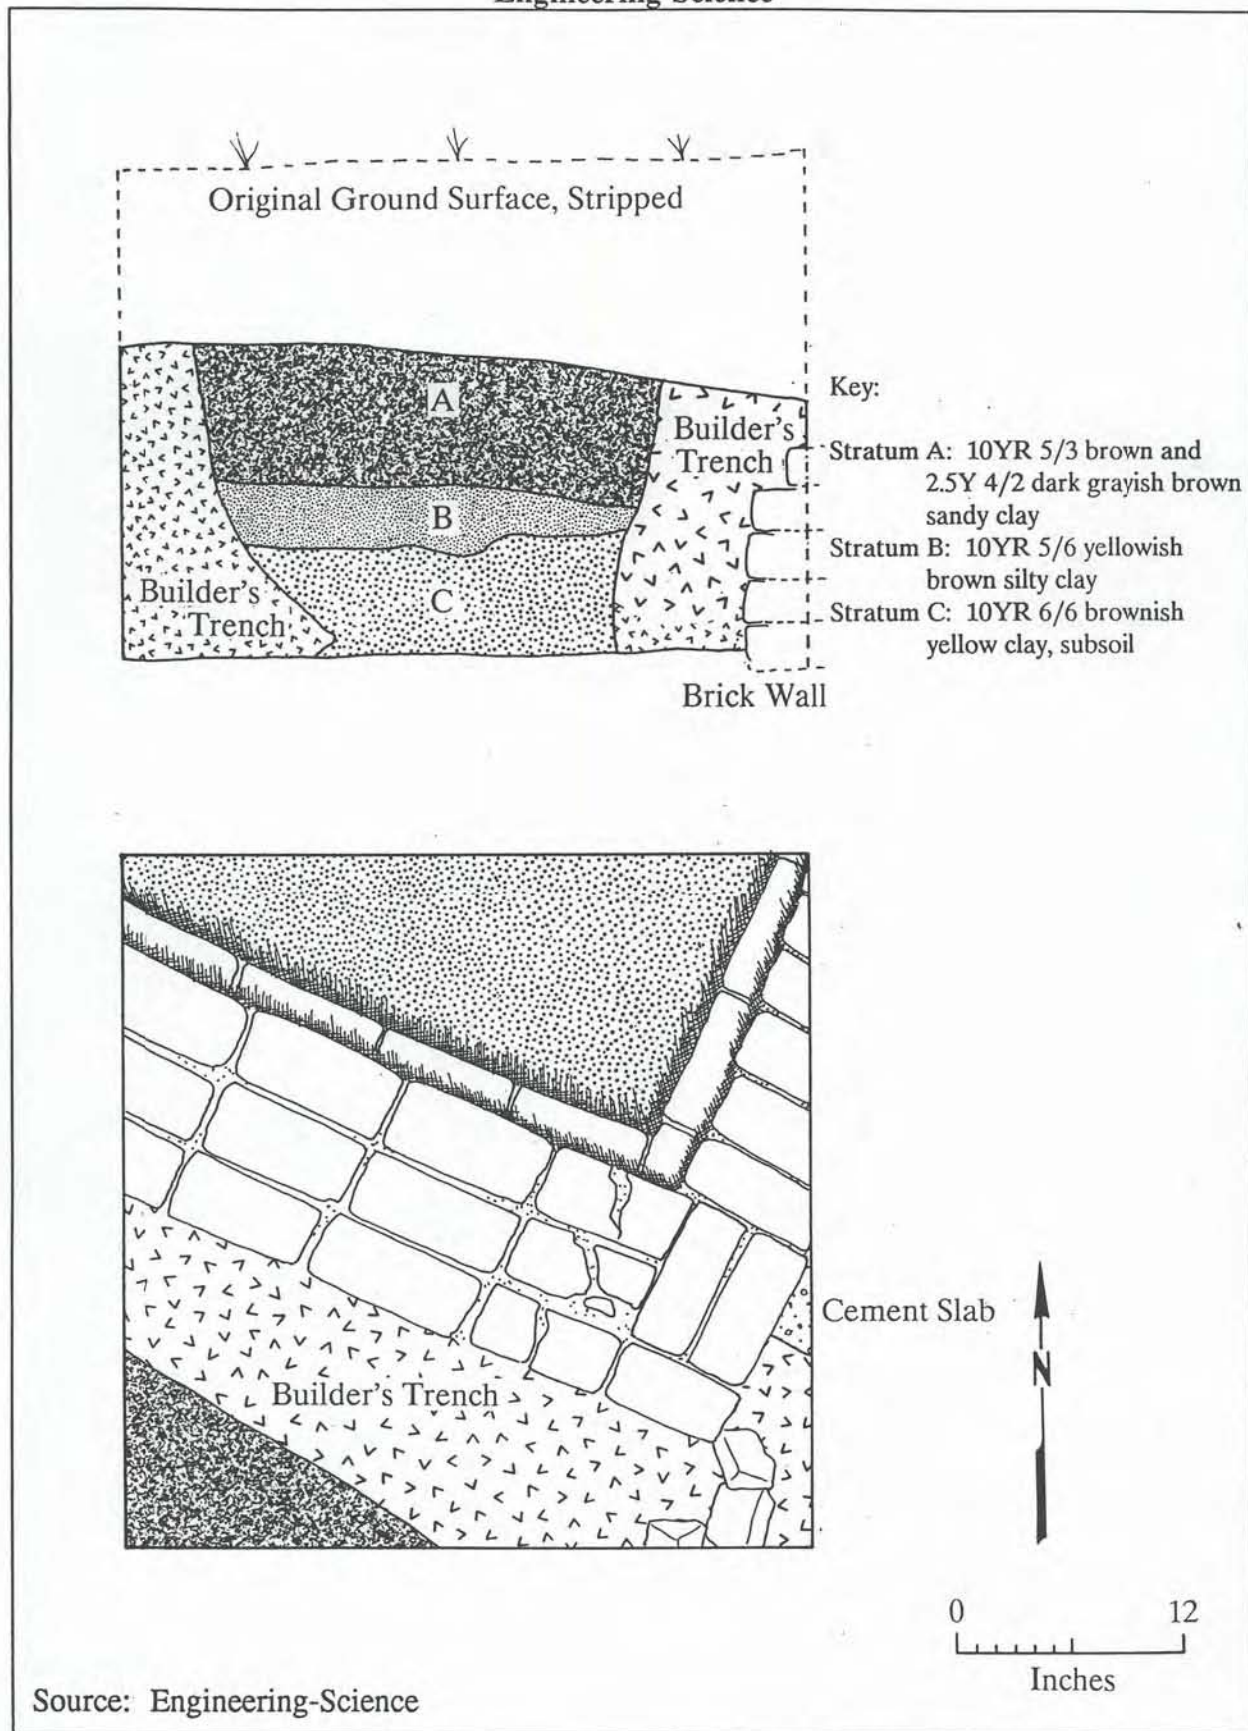 Engineering-Science
Original Ground Surface, Stripped
A
B
C
Builder's
Trench
Builder's
Trench
Brick Wall
Key:
Stratum A: 10YR 5/3 brown and
2.5Y 4/2 dark grayish brown
sandy clay
Stratum B: 10YR 5/6 yellowish
brown silty clay
Stratum C: 10YR 6/6 brownish
yellow clay, subsoil
Builder's Trench
Cement Slab
N
0 12
Inches
Source: Engineering-Science